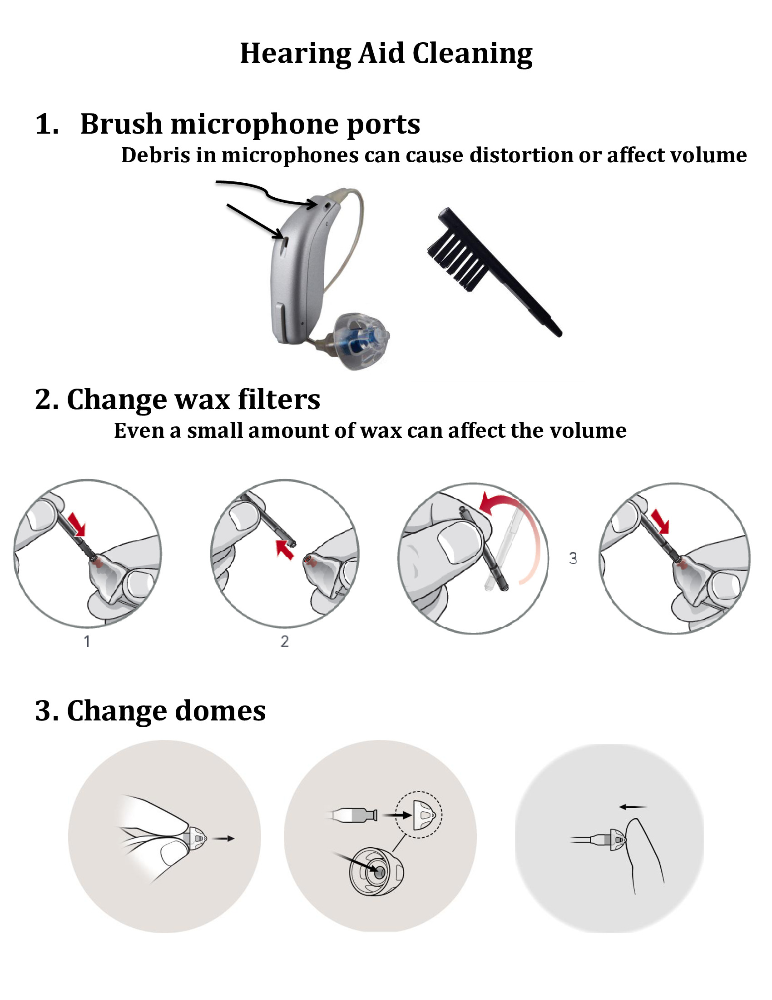 Hearing Aid Cleaning
1. Brush microphone ports
Debris in microphones can cause distortion or affect volume
2. Change wax filters
Even a small amount of wax can affect the volume
3
1
2
3. Change domes